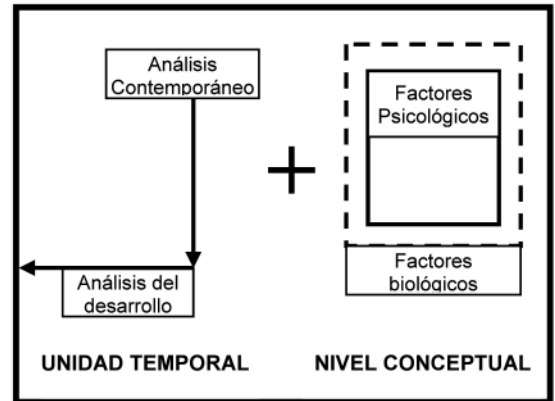 Análisis
Contemporáneo
+
Factores
Psicológicos
Análisis del
desarrollo
Factores
biológicos
UNIDAD TEMPORAL
NIVEL CONCEPTUAL